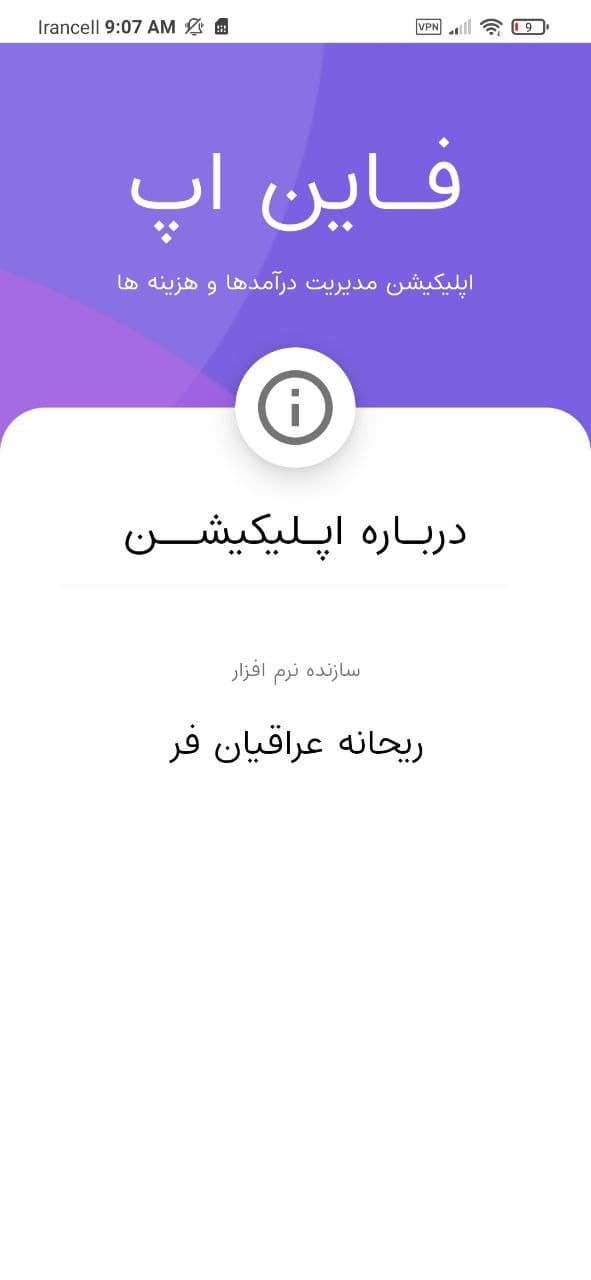 Irancell 9:07 AM VPN 9
فـاین اپ
اپلیکیشن مدیریت درآمدها و هزینه ها
دربـاره اپـلیکیشـــن
سازنده نرم افزار
ریحانه عراقیان فر